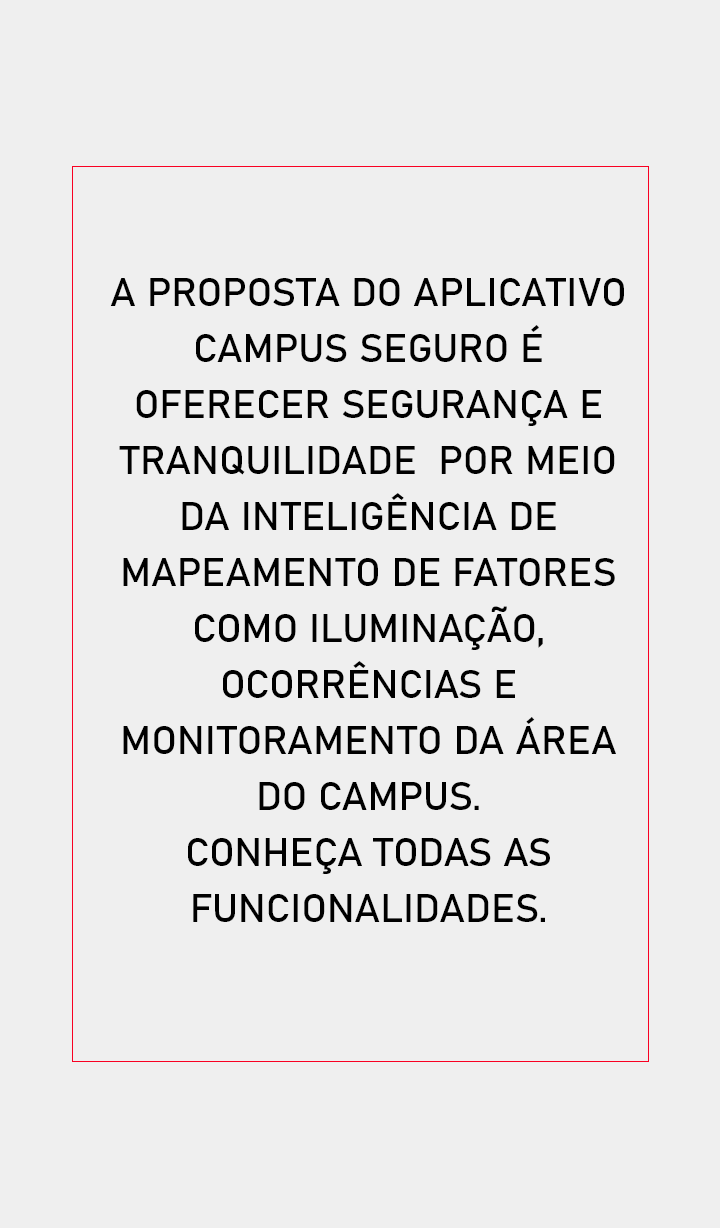 A PROPOSTA DO APLICATIVO
CAMPUS SEGURO É
OFERECER SEGURANÇA E
TRANQUILIDADE  POR MEIO
DA INTELIGÊNCIA DE
MAPEAMENTO DE FATORES
COMO ILUMINAÇÃO,
OCORRÊNCIAS E
MONITORAMENTO DA ÁREA
DO CAMPUS.
CONHEÇA TODAS AS
FUNCIONALIDADES.